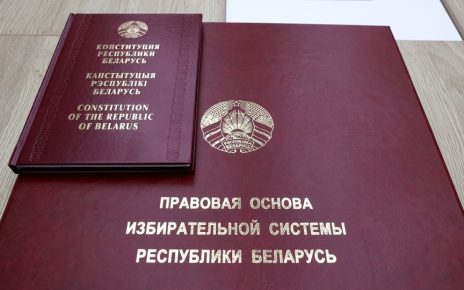 КОНСТИТУЦИЯ
РЕСПУБЛИКИ
БЕЛАРУСЬ
КАНСТЫТУЦЫЯ
РЭСПУБЛІКІ
БЕЛАРУСЬ
CONSTITUTION
OF THE REPUBLIC
OF BELARUS
ПРАВОВАЯ ОСНОВА
ИЗБИРАТЕЛЬНОЙ СИСТЕМЫ
РЕСПУБЛИКИ БЕЛАРУСЬ